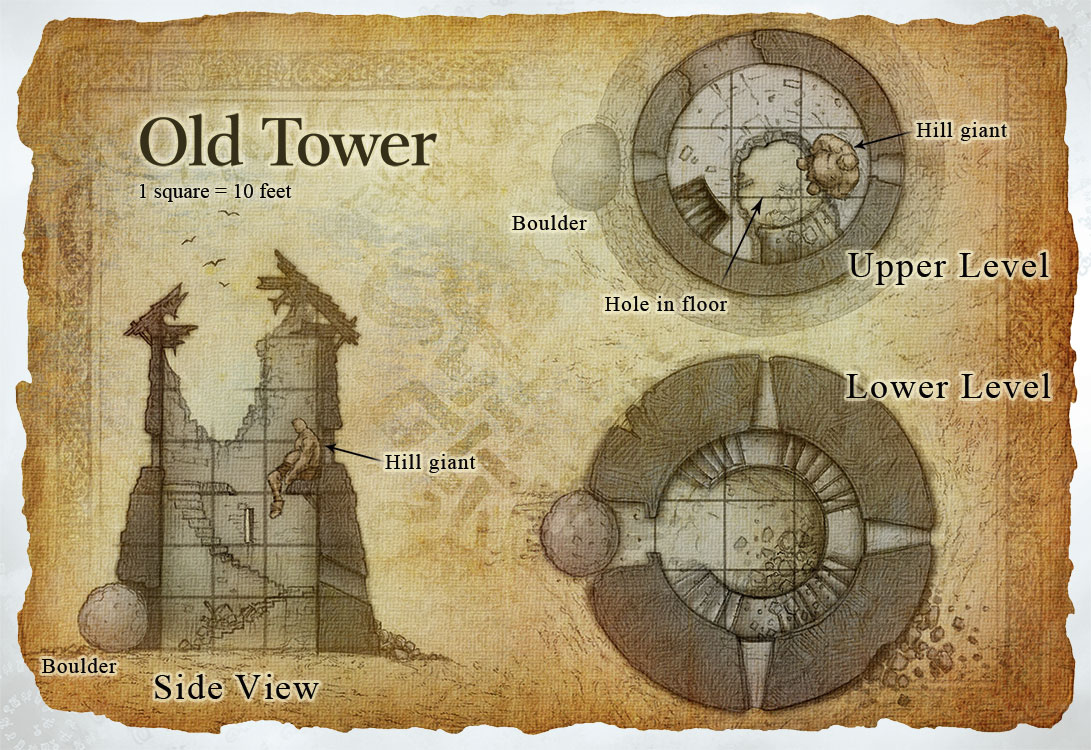 Old Tower
1 square = 10 feet
Hill giant
Boulder
Upper Level
Hole in floor
Lower Level
Hill giant
Boulder
Side View